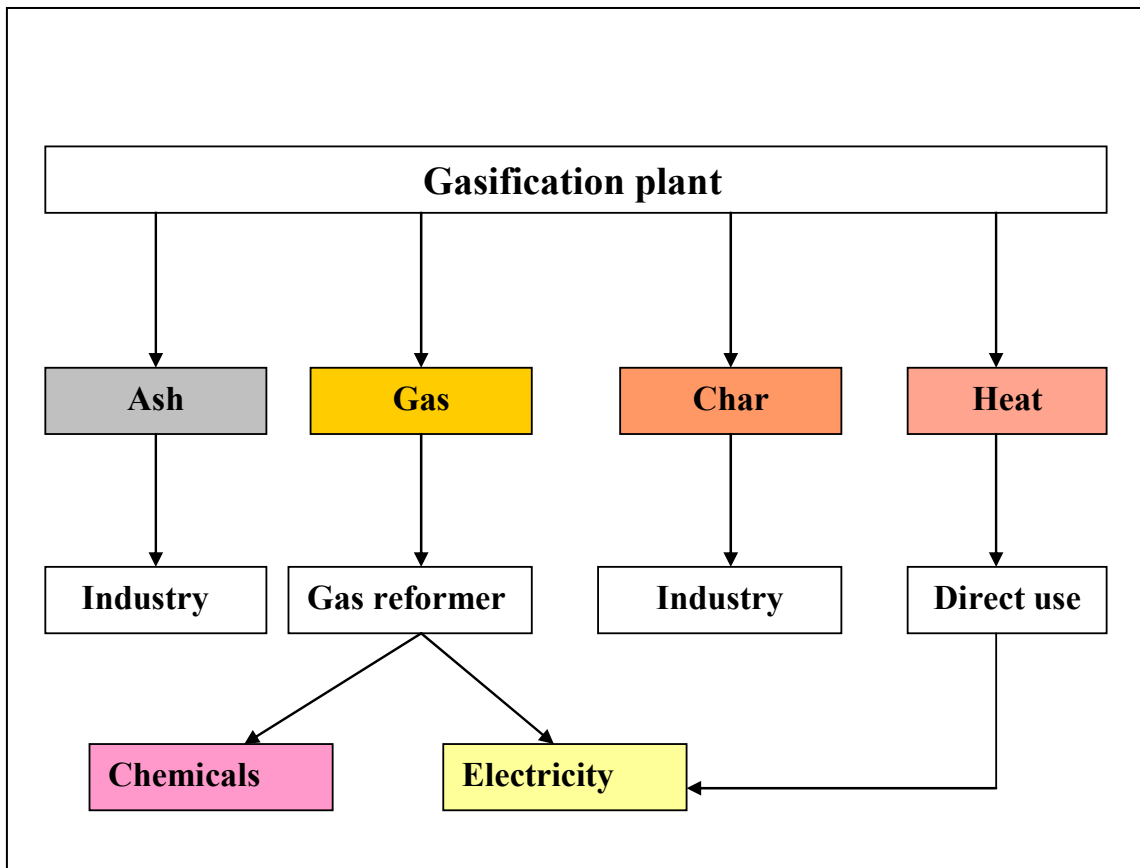 Gasification plant
Ash
Gas
Char
Heat
Industry
Gas reformer
Industry
Direct use
Chemicals
Electricity